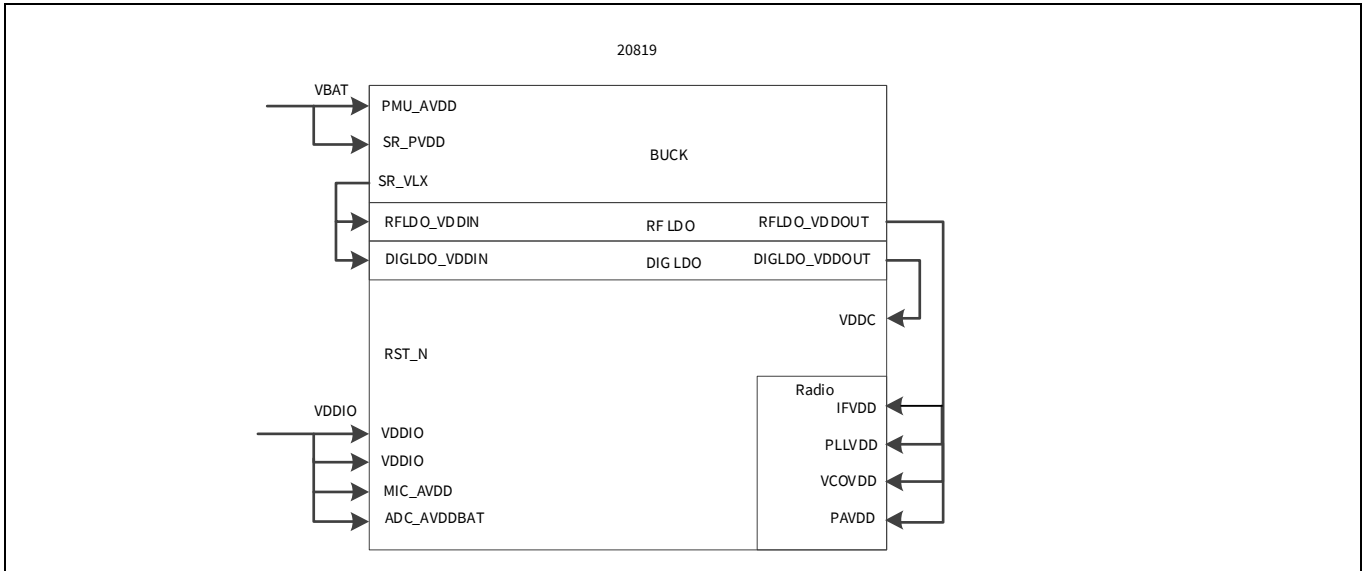 20819
VBAT
PMU_AVDD
SR_PVDD
BUCK
SR_VLX
RFLDO_VDDIN RF LDO RFLDO_VDDOUT
DIGLDO_VDDIN DIG LDO DIGLDO_VDDOUT
VDDC
RST_N
Radio
IFVDD
VDDIO
VDDIO
PLLVDD
VDDIO
VCOVDD
MIC_AVDD
ADC_AVDDBAT PAVDD